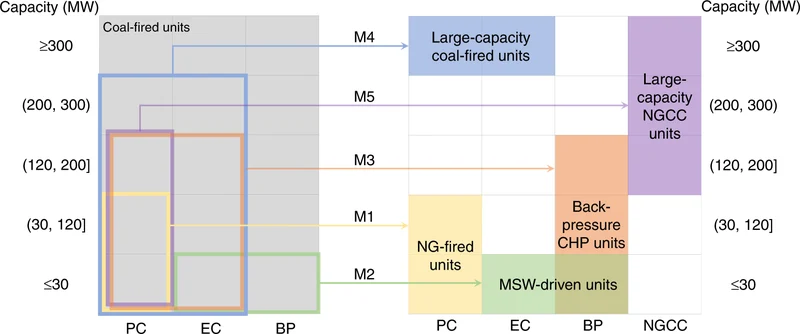 Capacity (MW)
Capacity (MW)
Coal-fired units
≥300
M4
Large-capacity
coal-fired units
≥300
(200, 300)
M5
Large-
capacity
NGCC
units
(200, 300)
(120, 200]
M3
(120, 200]
(30, 120]
M1
NG-fired
units
Back-
pressure
CHP units
(30, 120]
≤30
M2
MSW-driven units
≤30
PC
EC
BP
PC
EC
BP
NGCC